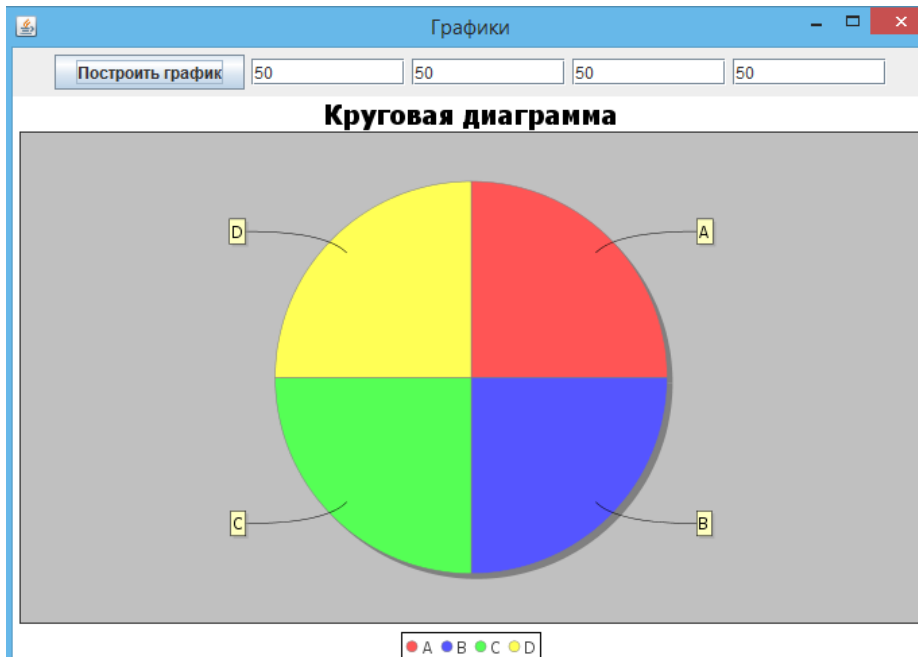 Графики
Построить график 50 50 50 50
Круговая диаграмма
D A
C B
A B C D